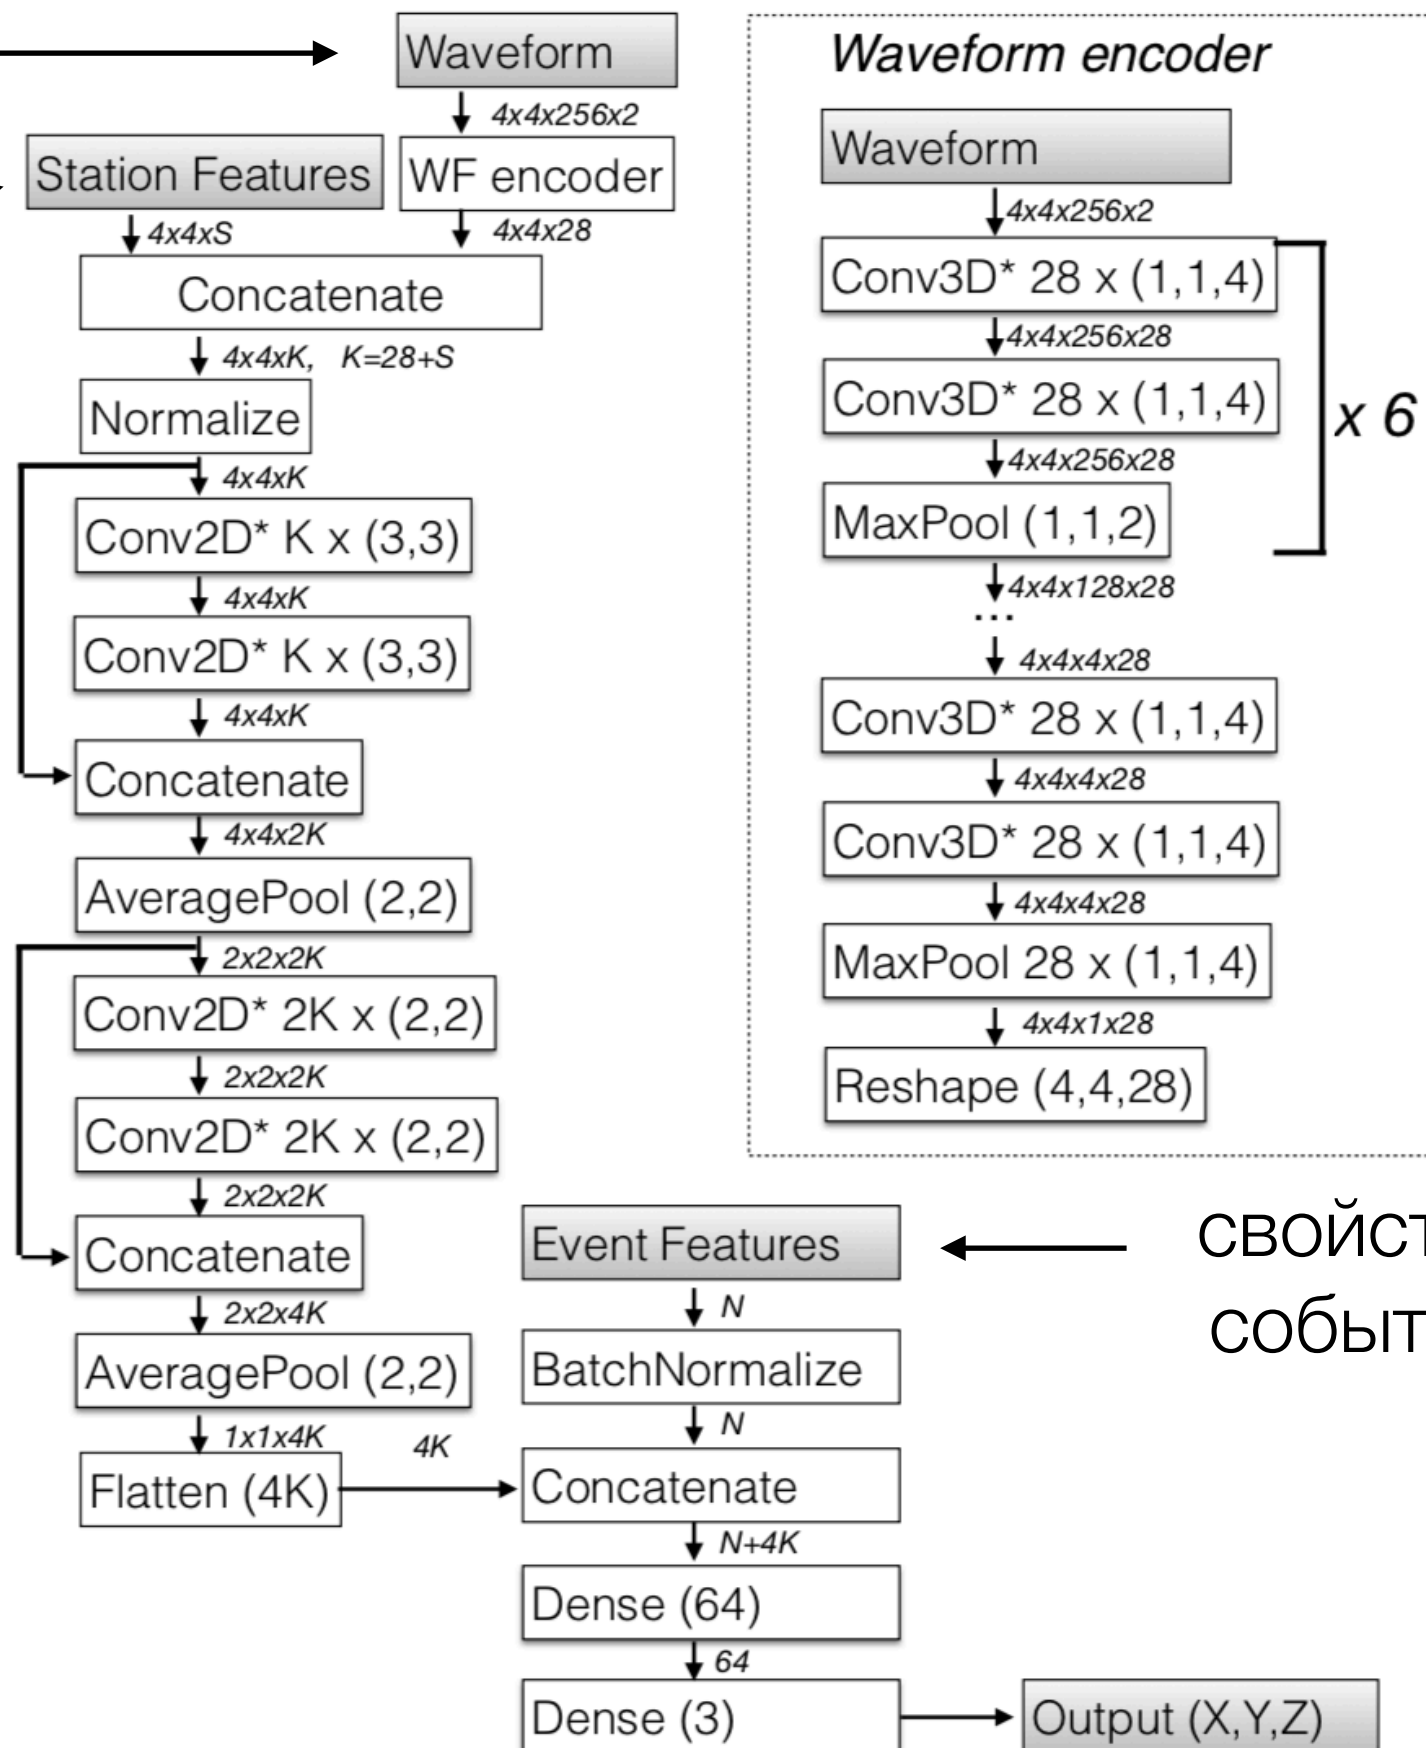 Waveform
4x4x256x2
Station Features
WF encoder
4x4xS
4x4x28
Concatenate
4x4xK, K=28+S
Normalize
4x4xK
Conv2D* K x (3,3)
4x4xK
Conv2D* K x (3,3)
4x4xK
Concatenate
4x4x2K
AveragePool (2,2)
2x2x2K
Conv2D* 2K x (2,2)
2x2x2K
Conv2D* 2K x (2,2)
2x2x2K
Concatenate
2x2x4K
AveragePool (2,2)
1x1x4K
Flatten (4K)
4K
Event Features
N
BatchNormalize
N
Concatenate
N+4K
Dense (64)
64
Dense (3)
Output (X,Y,Z)
Waveform encoder
Waveform
4x4x256x2
Conv3D* 28 x (1,1,4)
4x4x256x28
Conv3D* 28 x (1,1,4)
4x4x256x28
MaxPool (1,1,2)
x 6
4x4x128x28
...
4x4x4x28
Conv3D* 28 x (1,1,4)
4x4x4x28
Conv3D* 28 x (1,1,4)
4x4x4x28
MaxPool 28 x (1,1,4)
4x4x1x28
Reshape (4,4,28)
свойст
событ